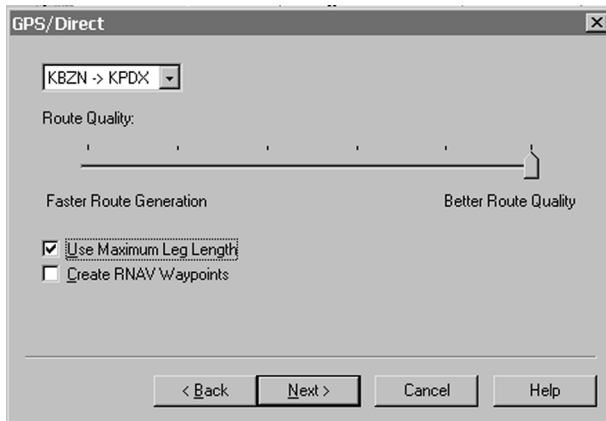 GPS/Direct
KBZN -> KPDX
Route Quality:
Faster Route Generation
Better Route Quality
Use Maximum Leg Length
Create RNAV Waypoints
< Back
Next >
Cancel
Help